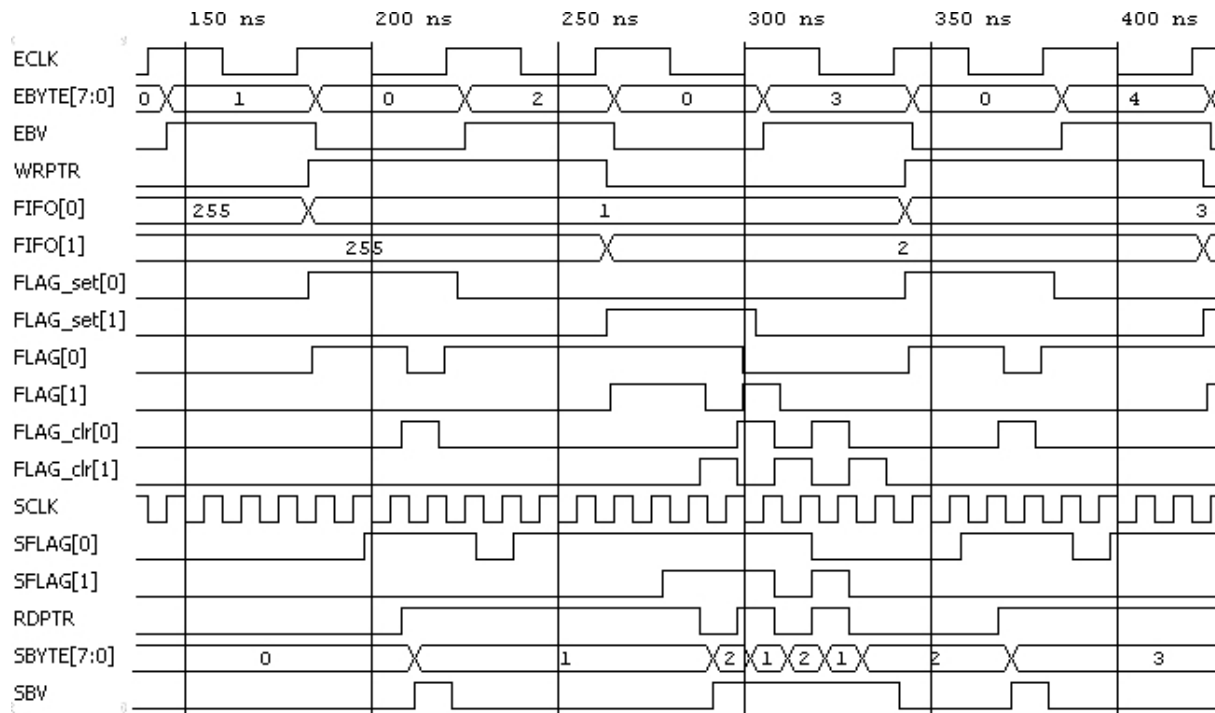 150 ns 200 ns 250 ns 300 ns 350 ns 400 ns
ECLK
EBYTE[7:0] 0 1 0 2 0 3 0 4
EBV
WRPTR
FIFO[0] 255 1 3
FIFO[1] 255 2
FLAG_set[0]
FLAG_set[1]
FLAG[0]
FLAG[1]
FLAG_clr[0]
FLAG_clr[1]
SCLK
SFLAG[0]
SFLAG[1]
RDPTR
SBYTE[7:0] 0 1 2 1 2 1 2 3
SBV